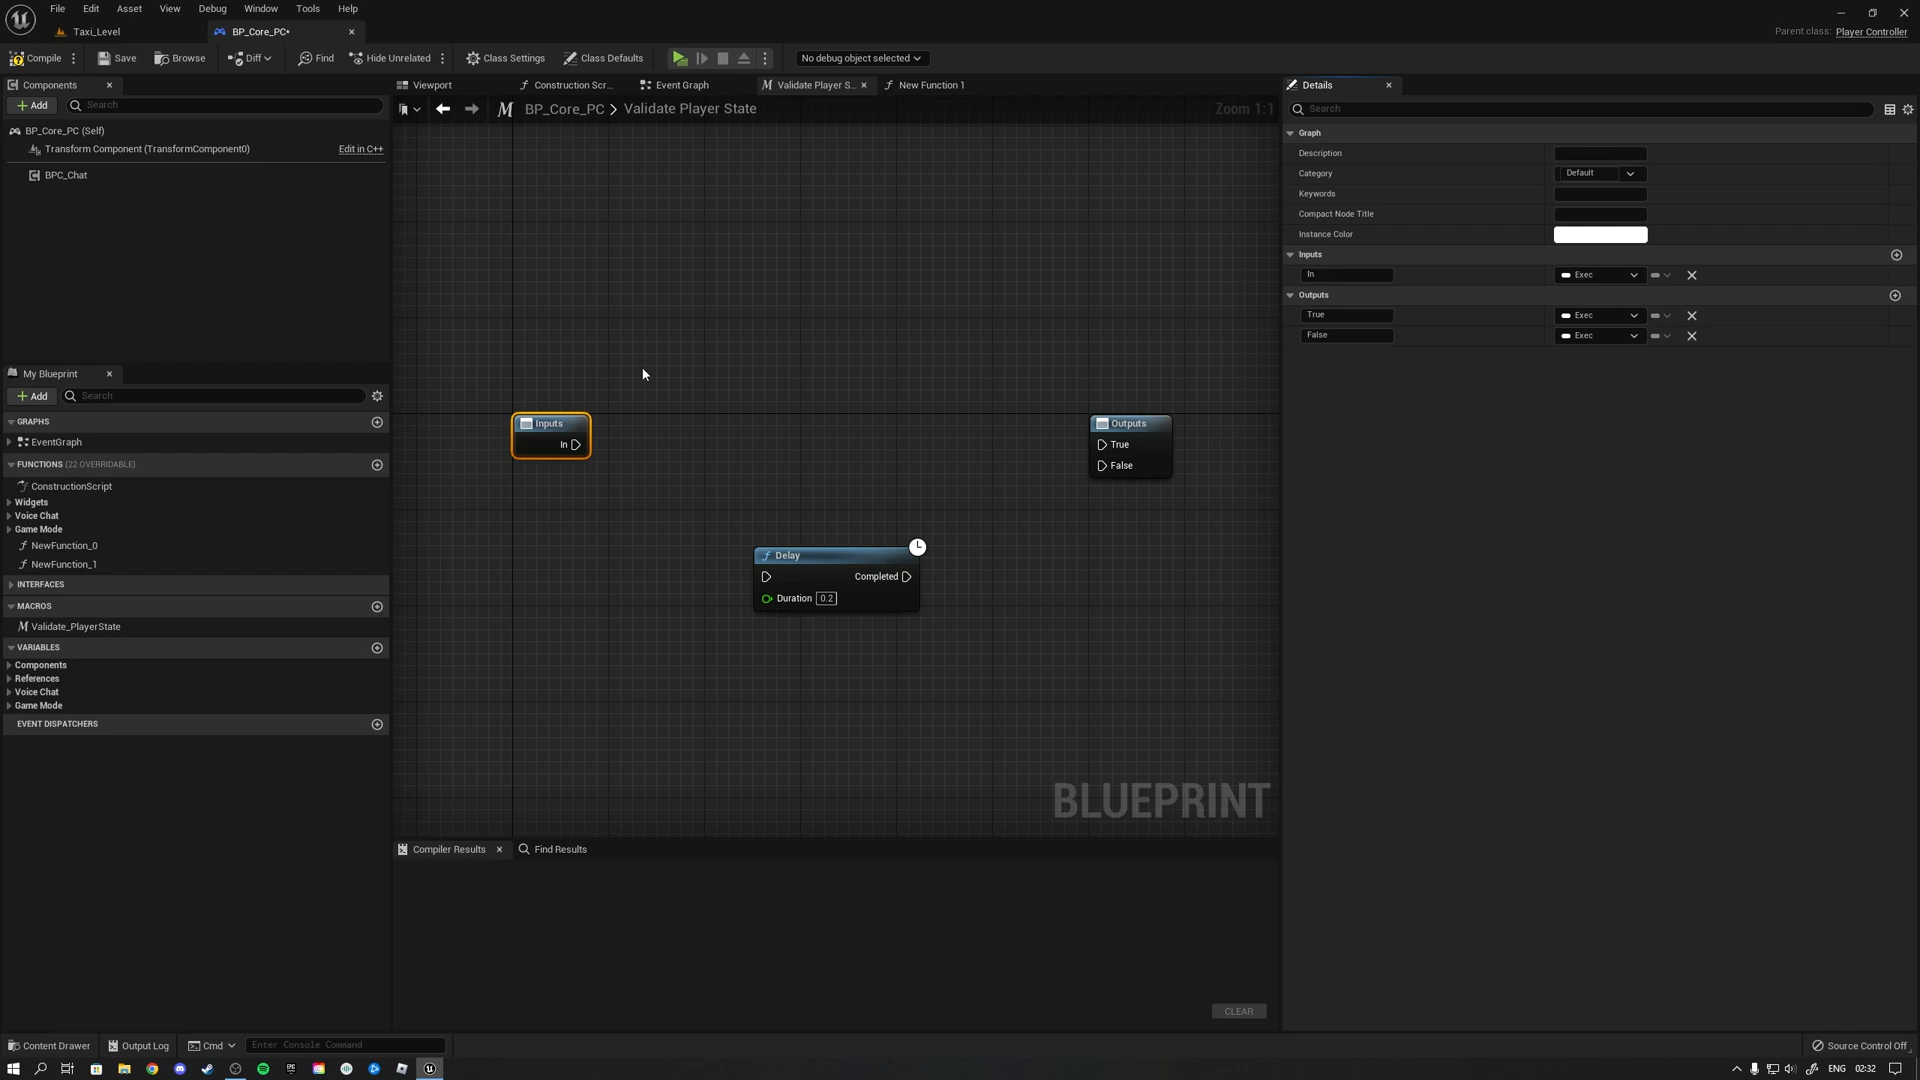 File Edit View Debug Window Tools Help
Taxi_Level
BP_Core_PC•
Parent class: Player Controller
Compile Save Browse Diff Find Hide Unrelated Class Settings Class Defaults No debug object selected
Components
Viewport Construction Scr... Event Graph Validate Player S... New Function 1
Details
Add Search
BP_Core_PC > Validate Player State Zoom 1:1
Search
BP_Core_PC (Self)
Transform Component (TransformComponent0) Edit in C++
BPC_Chat
Graph
Description
Category Default
Keywords
Compact Node Title
Instance Color
Inputs
In Exec
Outputs
True Exec
False Exec
My Blueprint
Add Search
GRAPHS
EventGraph
FUNCTIONS (22 OVERRIDABLE)
ConstructionScript
Widgets
Voice Chat
Game Mode
NewFunction_0
NewFunction_1
INTERFACES
MACROS
Validate_PlayerState
VARIABLES
Components
References
Voice Chat
Game Mode
EVENT DISPATCHERS
Inputs
In
Outputs
True
False
Delay
Completed
Duration 0.2
BLUEPRINT
Compiler Results Find Results
CLEAR
Content Drawer Output Log Cmd Enter Console Command Source Control Off
ENG 02:32